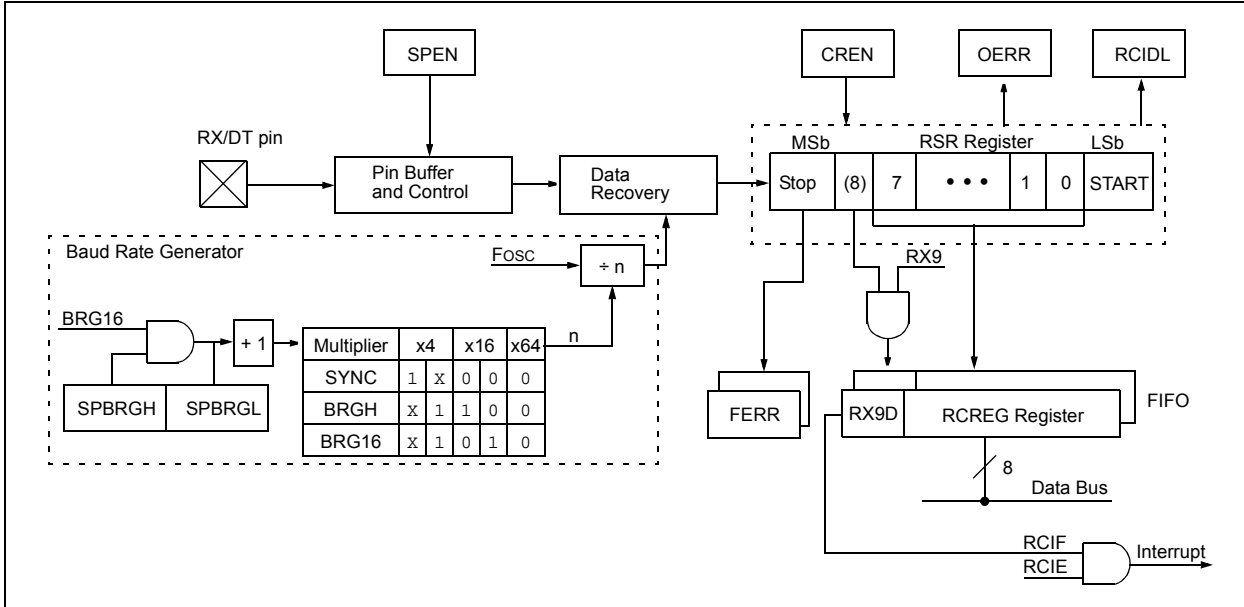 SPEN
CREN
OERR
RCIDL
RX/DT pin
Pin Buffer
and Control
Data
Recovery
MSb
RSR Register
LSb
Stop (8) 7 • • • 1 0 START
Baud Rate Generator
FOSC
÷ n
RX9
BRG16
+ 1
n
Multiplier x4 x16 x64
SYNC 1 X 0 0 0
BRGH X 1 1 0 0
BRG16 X 1 0 1 0
SPBRGH SPBRGL
FERR
RX9D
RCREG Register
FIFO
8
Data Bus
RCIF
RCIE
Interrupt